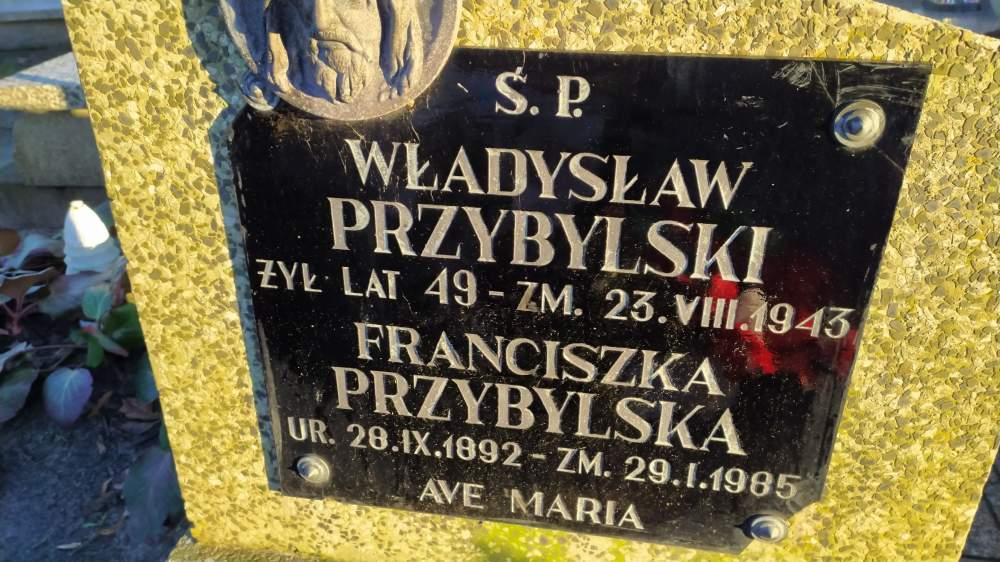 Ś. P.
WŁADYSŁAW
PRZYBYLSKI
ŻYŁ LAT 49 - ZM. 23.VIII.1943
FRANCISZKA
PRZYBYLSKA
UR. 28.IX.1892 - ZM. 29.I.1985
AVE MARIA